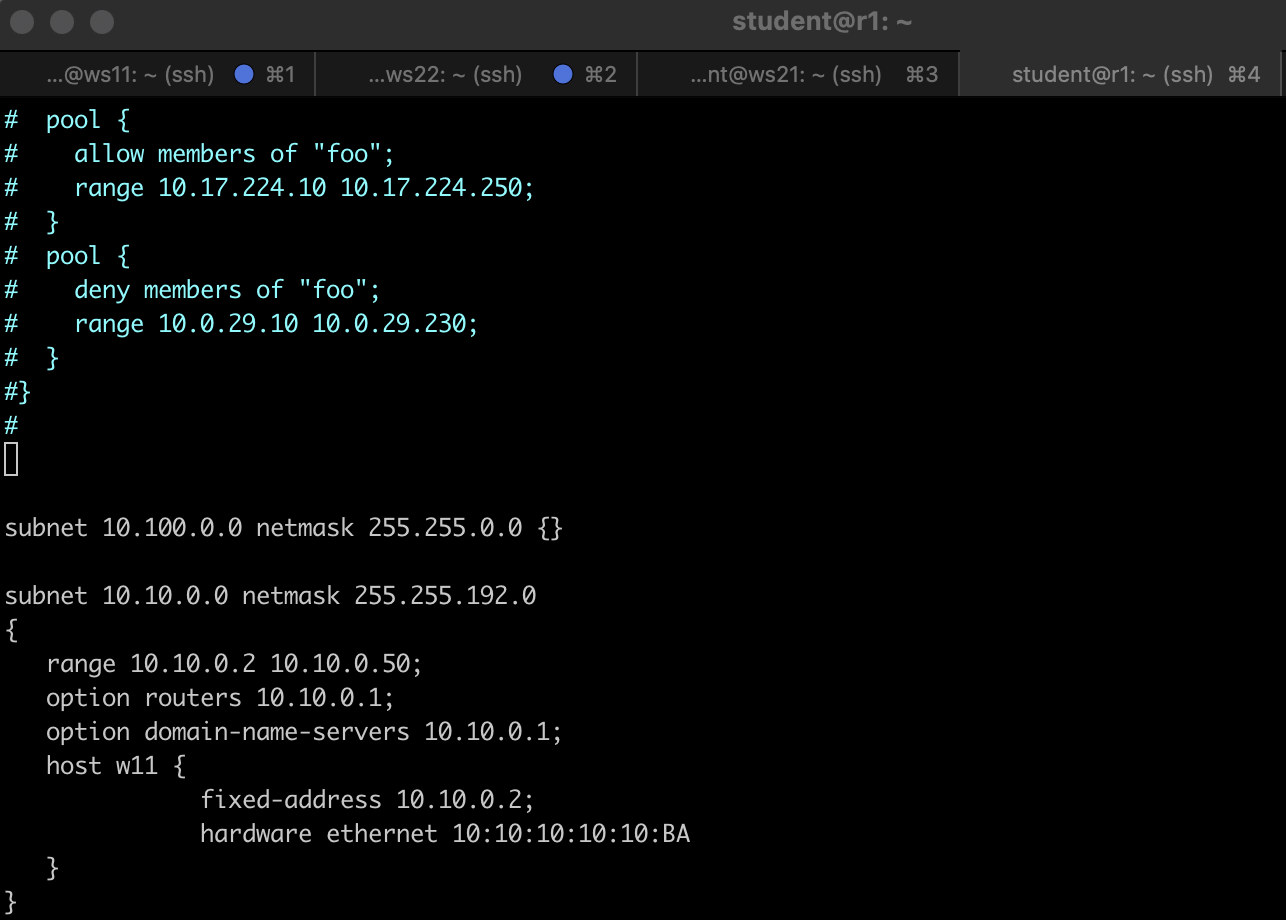 student@r1: ~
...@ws11: ~ (ssh) ⌘1
...ws22: ~ (ssh) ⌘2
...nt@ws21: ~ (ssh) ⌘3
student@r1: ~ (ssh) ⌘4
#  pool {
#    allow members of "foo";
#    range 10.17.224.10 10.17.224.250;
#  }
#  pool {
#    deny members of "foo";
#    range 10.0.29.10 10.0.29.230;
#  }
#}
#
subnet 10.100.0.0 netmask 255.255.0.0 {}
subnet 10.10.0.0 netmask 255.255.192.0
{
   range 10.10.0.2 10.10.0.50;
   option routers 10.10.0.1;
   option domain-name-servers 10.10.0.1;
   host w11 {
              fixed-address 10.10.0.2;
              hardware ethernet 10:10:10:10:10:BA
   }
}